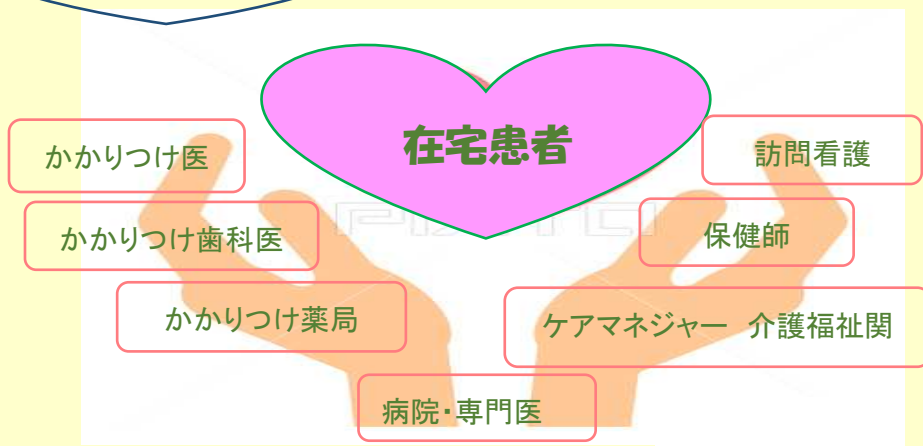 在宅患者
かかりつけ医
訪問看護
かかりつけ歯科医
保健師
かかりつけ薬局
ケアマネジャー　介護福祉関
病院・専門医